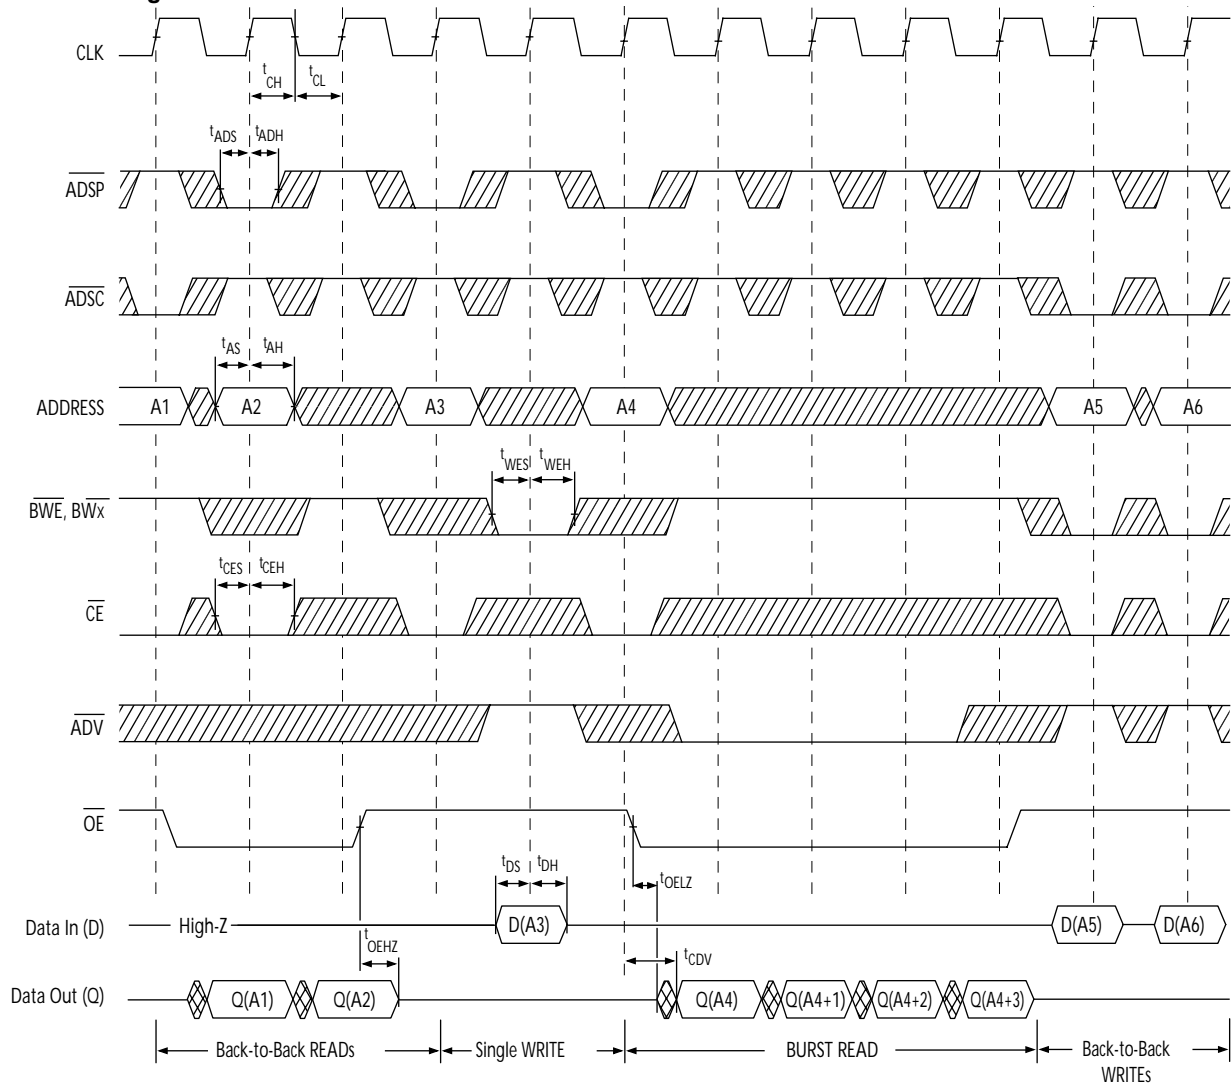 CLK
tCH
tCL
tADS
tADH
ADSP
ADSC
tAS
tAH
ADDRESS
A1
A2
A3
A4
A5
A6
tWES
tWEH
BWE, BWx
tCES
tCEH
CE
ADV
OE
tDS
tDH
tOELZ
Data In (D)
High-Z
D(A3)
D(A5)
D(A6)
tOEHZ
tCDV
Data Out (Q)
Q(A1)
Q(A2)
Q(A4)
Q(A4+1)
Q(A4+2)
Q(A4+3)
Back-to-Back READs
Single WRITE
BURST READ
Back-to-Back
WRITEs